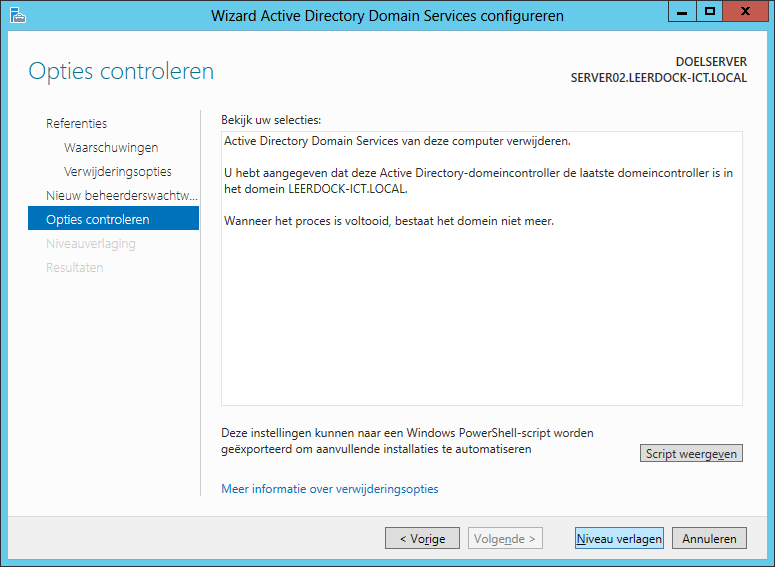 Wizard Active Directory Domain Services configureren
Opties controleren
DOELSERVER
SERVER02.LEERDOCK-ICT.LOCAL
Referenties
Waarschuwingen
Verwijderingsopties
Nieuw beheerderswachtw...
Opties controleren
Niveauverlaging
Resultaten
Bekijk uw selecties:
Active Directory Domain Services van deze computer verwijderen.
U hebt aangegeven dat deze Active Directory-domeincontroller de laatste domeincontroller is in
het domein LEERDOCK-ICT.LOCAL.
Wanneer het proces is voltooid, bestaat het domein niet meer.
Deze instellingen kunnen naar een Windows PowerShell-script worden
geëxporteerd om aanvullende installaties te automatiseren
Script weergeven
Meer informatie over verwijderingsopties
< Vorige
Volgende >
Niveau verlagen
Annuleren